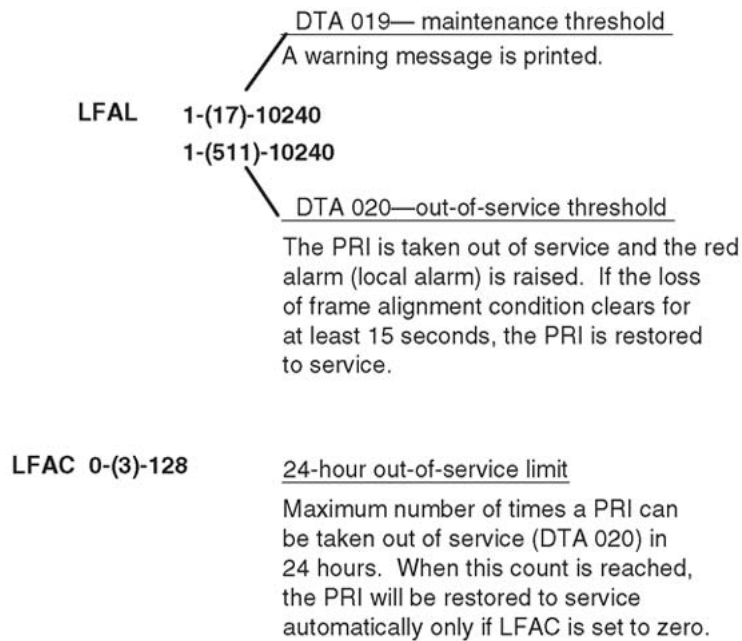 DTA 019— maintenance threshold
A warning message is printed.
LFAL 1-(17)-10240
1-(511)-10240
DTA 020—out-of-service threshold
The PRI is taken out of service and the red
alarm (local alarm) is raised. If the loss
of frame alignment condition clears for
at least 15 seconds, the PRI is restored
to service.
LFAC 0-(3)-128 24-hour out-of-service limit
Maximum number of times a PRI can
be taken out of service (DTA 020) in
24 hours. When this count is reached,
the PRI will be restored to service
automatically only if LFAC is set to zero.